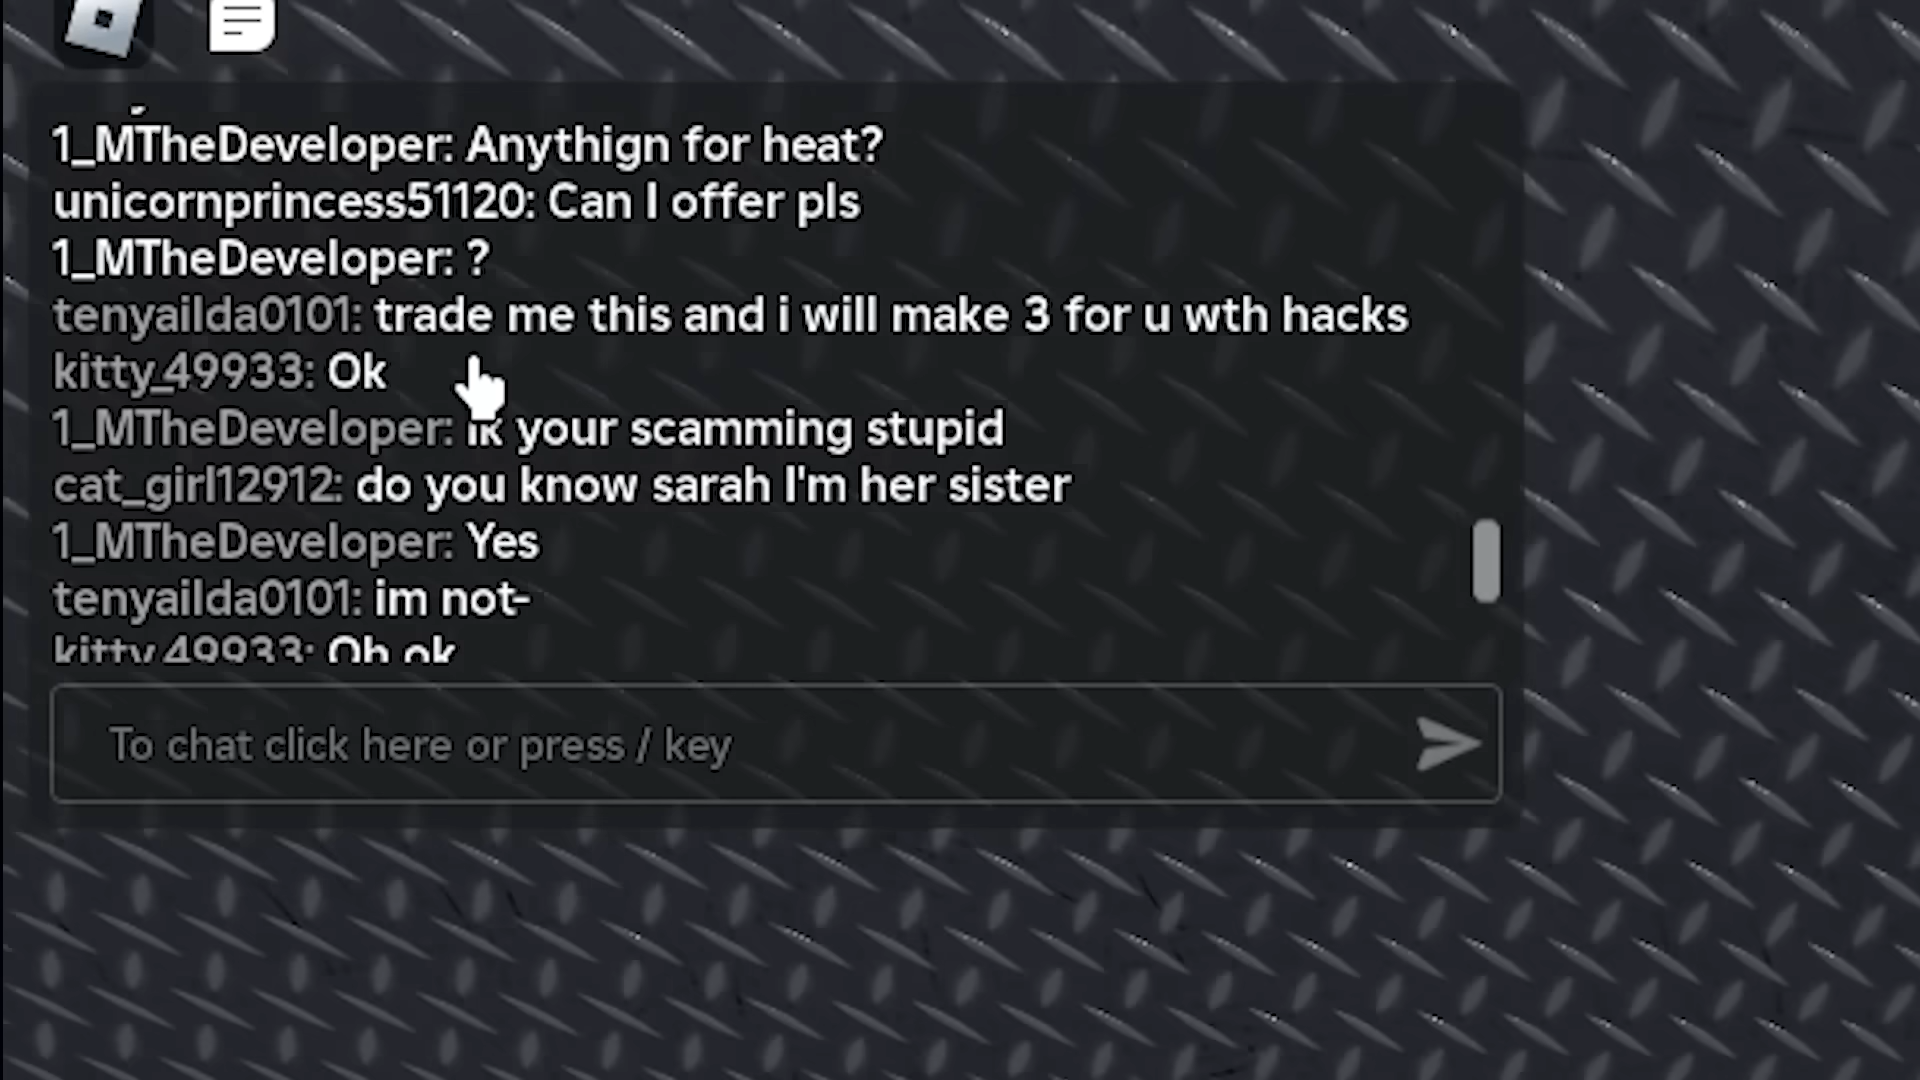 1_MTheDeveloper: Anythign for heat?
unicornprincess51120: Can I offer pls
1_MTheDeveloper: ?
tenyailda0101: trade me this and i will make 3 for u wth hacks
kitty_49933: Ok
1_MTheDeveloper: ik your scamming stupid
cat_girl12912: do you know sarah I'm her sister
1_MTheDeveloper: Yes
tenyailda0101: im not-
kitty_49933: Oh ok
To chat click here or press / key